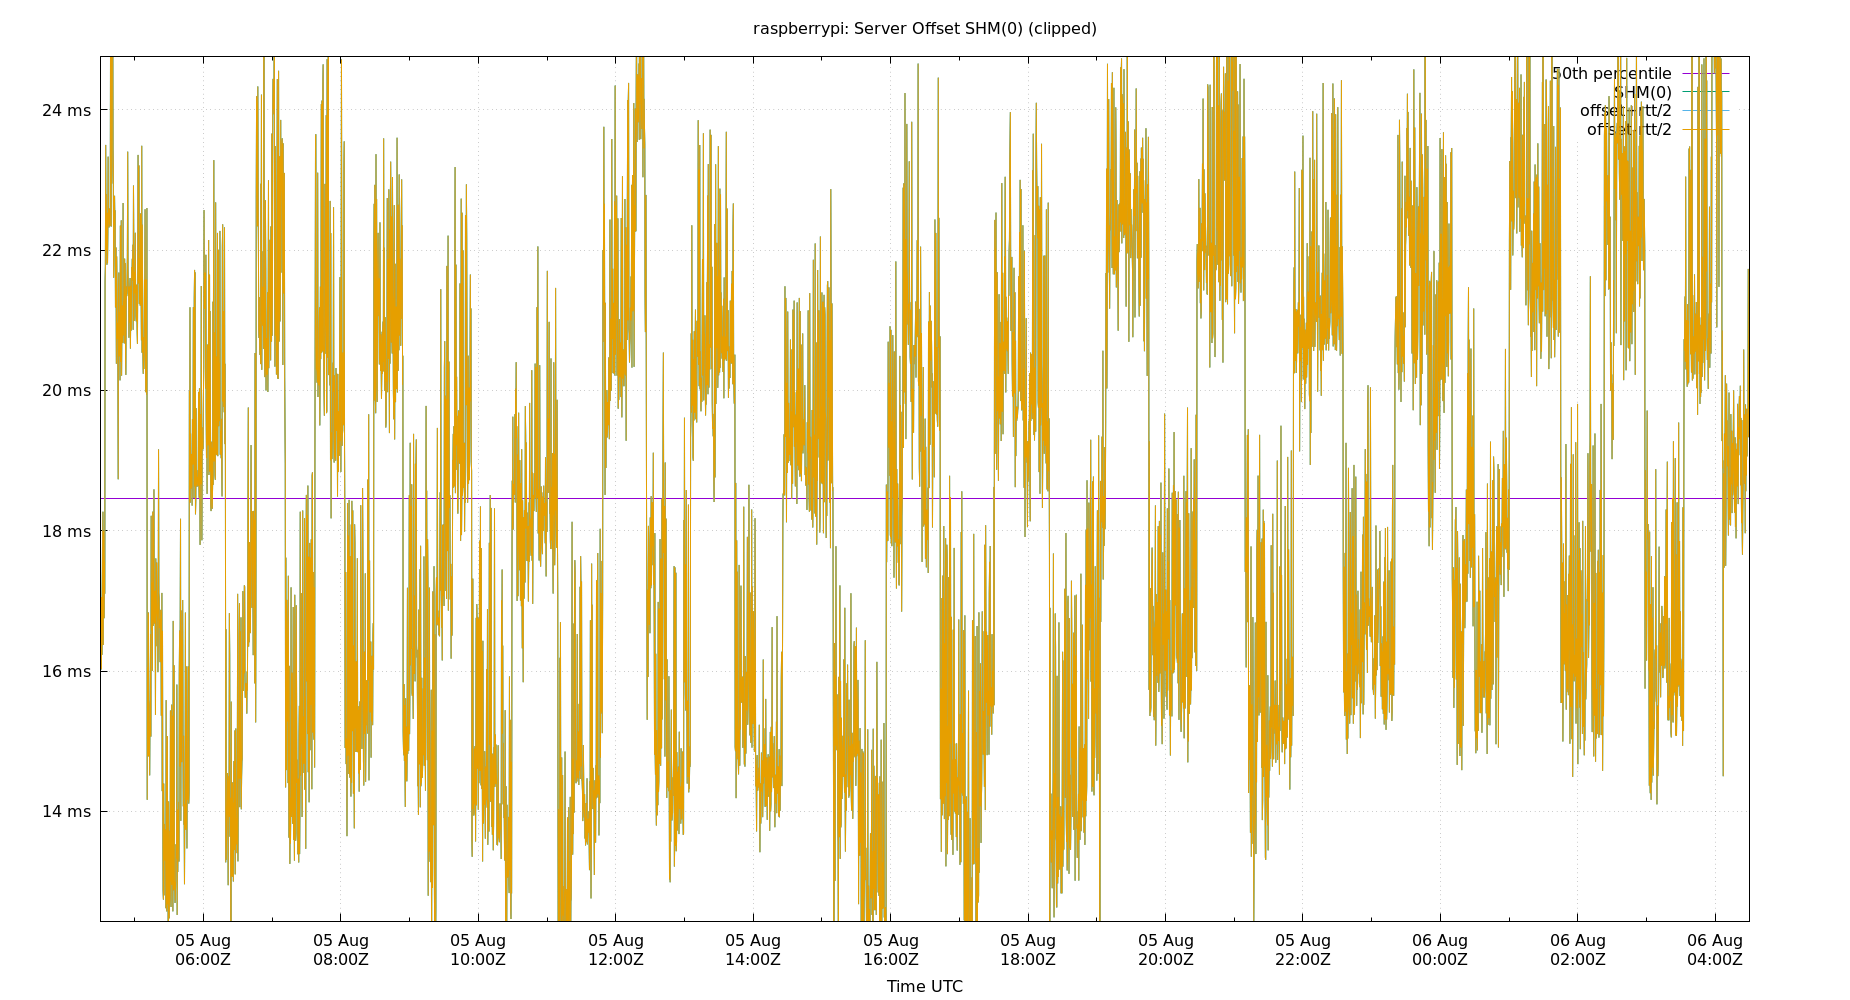 raspberrypi: Server Offset SHM(0) (clipped)
50th percentile
SHM(0)
offset+rtt/2
offset-rtt/2
24 ms
22 ms
20 ms
18 ms
16 ms
14 ms
05 Aug 05 Aug 05 Aug 05 Aug 05 Aug 05 Aug 05 Aug 05 Aug 05 Aug 06 Aug 06 Aug 06 Aug
06:00Z 08:00Z 10:00Z 12:00Z 14:00Z 16:00Z 18:00Z 20:00Z 22:00Z 00:00Z 02:00Z 04:00Z
Time UTC